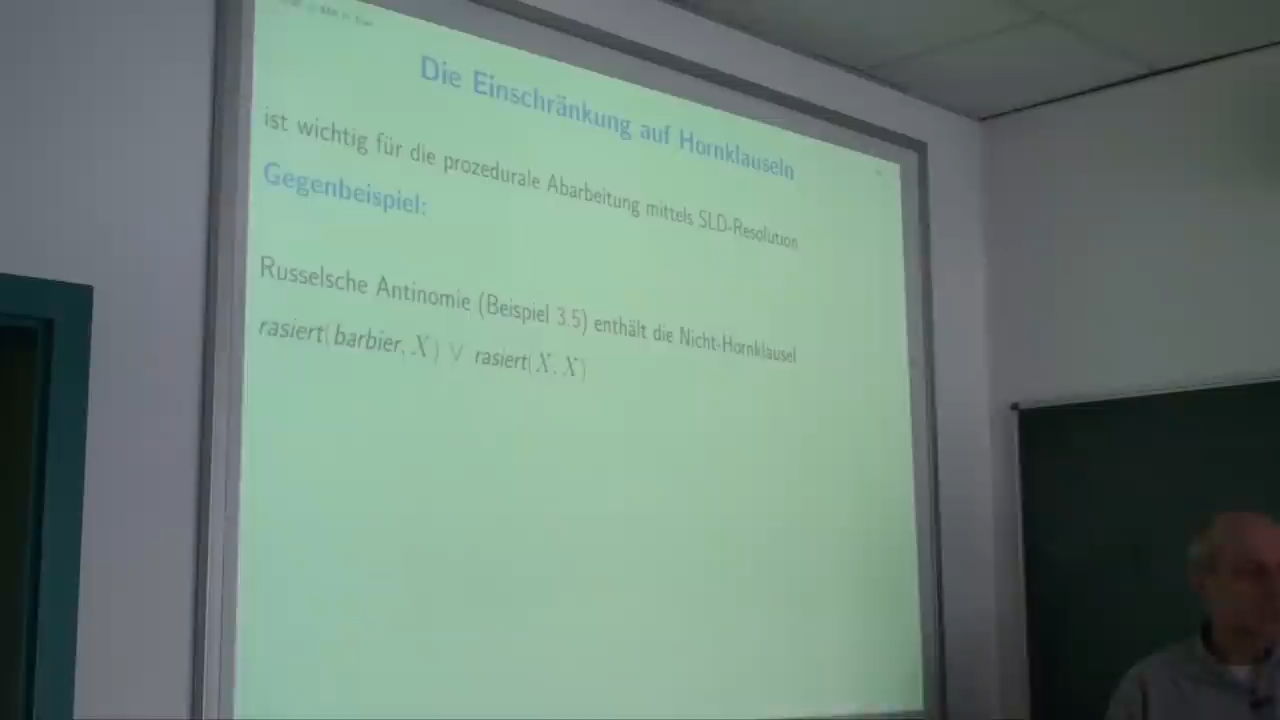 Die Einschränkung auf Hornklauseln
ist wichtig für die prozedurale Abarbeitung mittels SLD-Resolution
Gegenbeispiel:
Russelsche Antinomie (Beispiel 3.5) enthält die Nicht-Hornklausel
rasiert(barbier, X) ∨ rasiert(X, X)